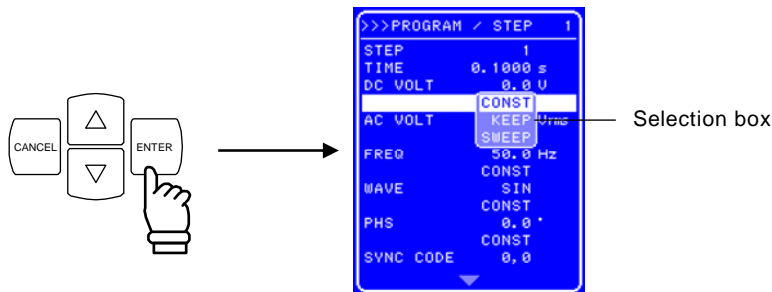 CANCEL
ENTER
>>>PROGRAM / STEP 1
STEP 1
TIME 0.1000 s
DC VOLT 0.0 V
CONST
AC VOLT KEEP Vrms
SWEEP
FREQ 50.0 Hz
CONST
WAVE SIN
CONST
PHS 0.0 °
CONST
SYNC CODE 0,0
Selection box